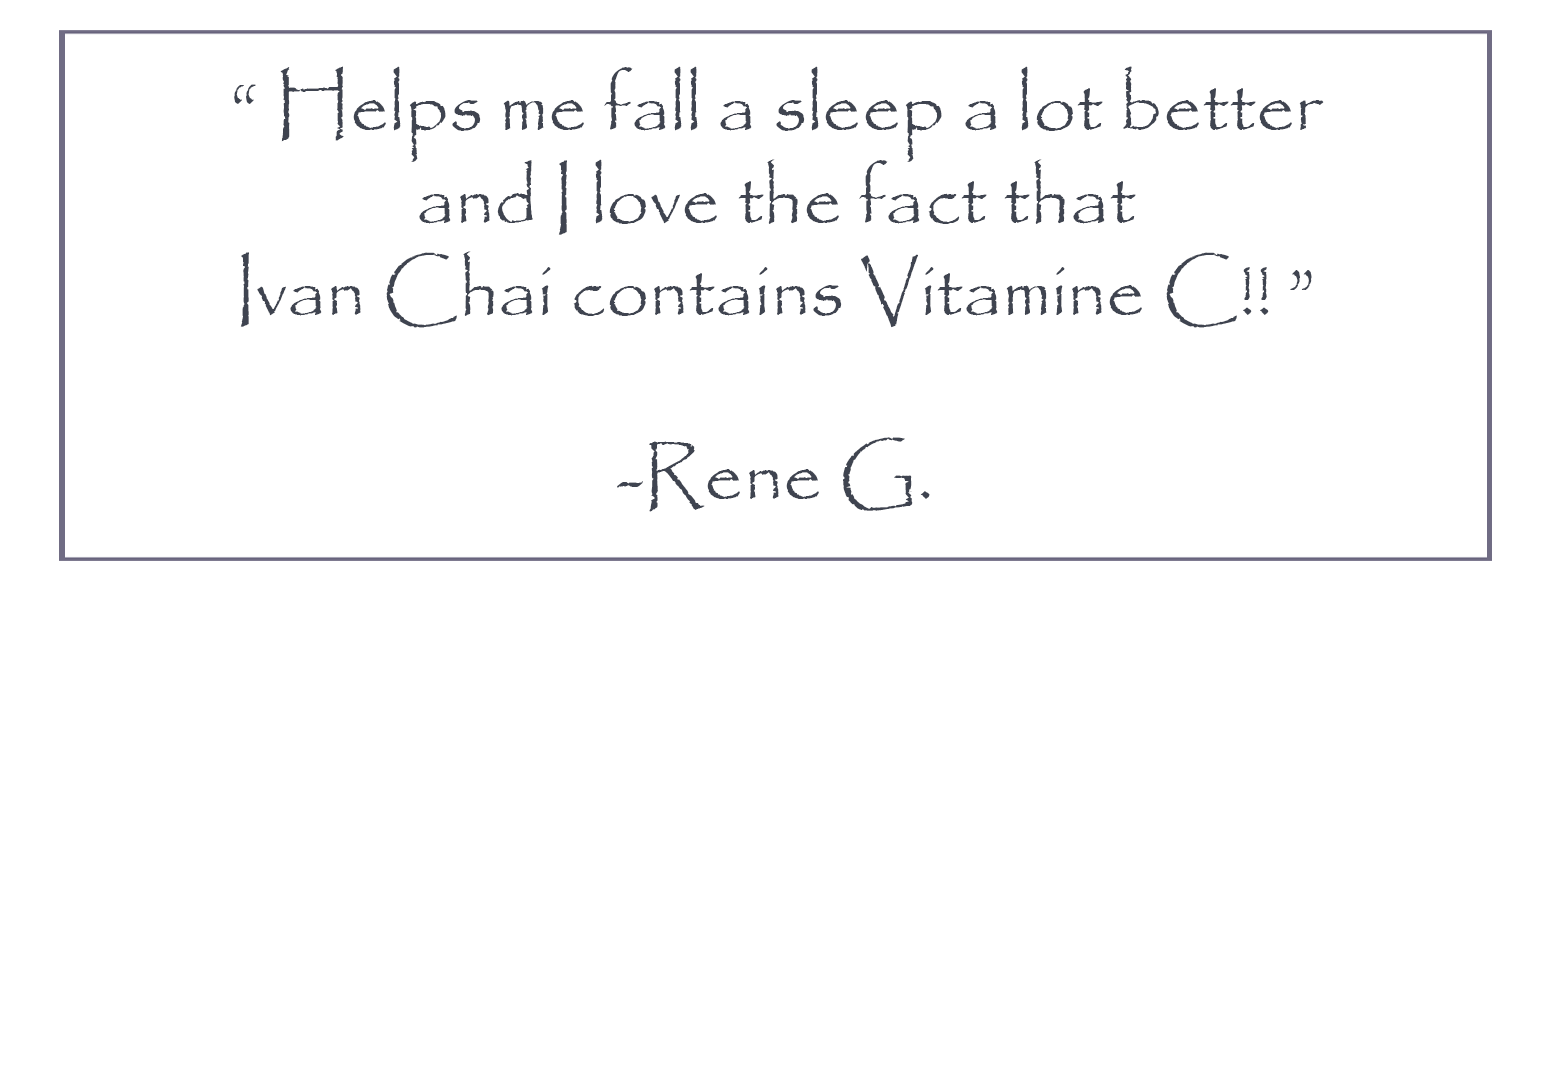 “ Helps me fall a sleep a lot better
and I love the fact that
Ivan Chai contains Vitamine C!! ”
-Rene G.